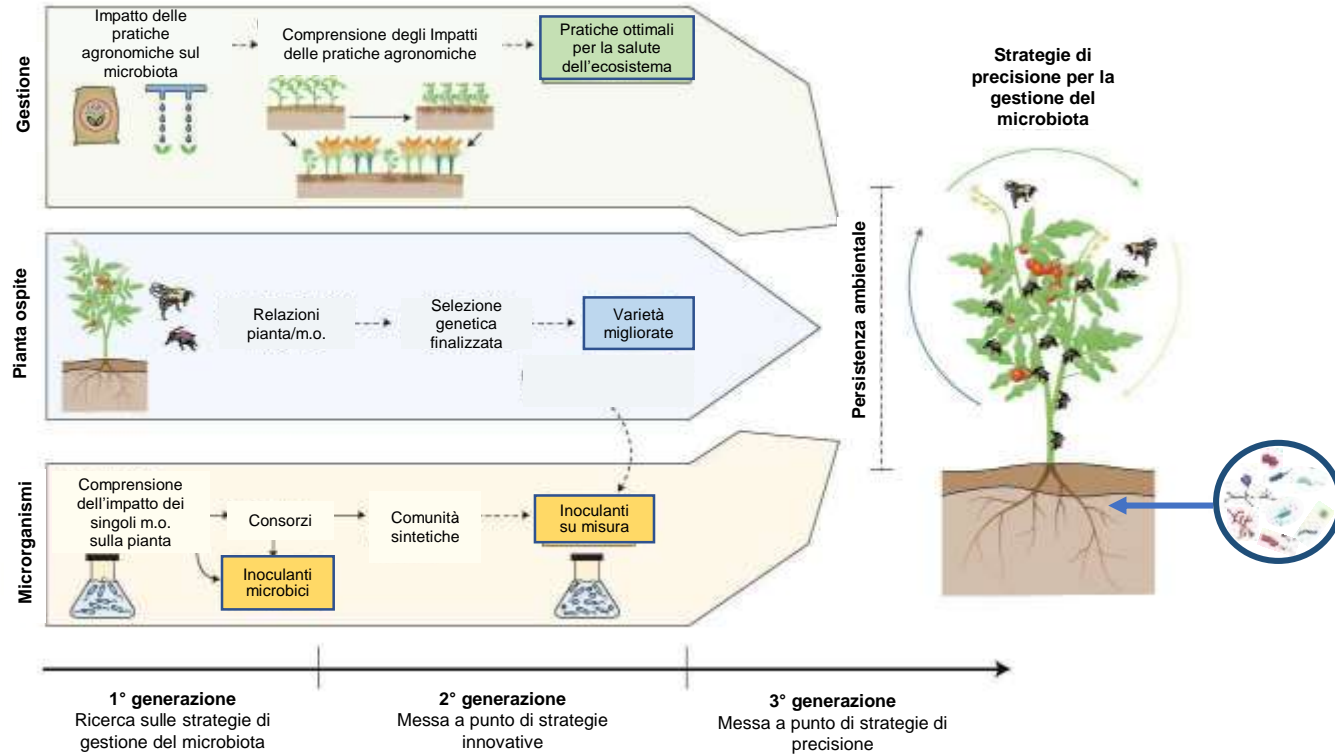 Gestione
Impatto delle
pratiche
agronomiche sul
microbiota
Comprensione degli Impatti
delle pratiche agronomiche
Pratiche ottimali
per la salute
dell'ecosistema
Pianta ospite
Relazioni
pianta/m.o.
Selezione
genetica
finalizzata
Varietà
migliorate
Microrganismi
Comprensione
dell'impatto dei
singoli m.o.
sulla pianta
Consorzi
Inoculanti
microbici
Comunità
sintetiche
Inoculanti
su misura
Strategie di
precisione per la
gestione del
microbiota
Persistenza ambientale
1° generazione
Ricerca sulle strategie di
gestione del microbiota
2° generazione
Messa a punto di strategie
innovative
3° generazione
Messa a punto di strategie di
precisione